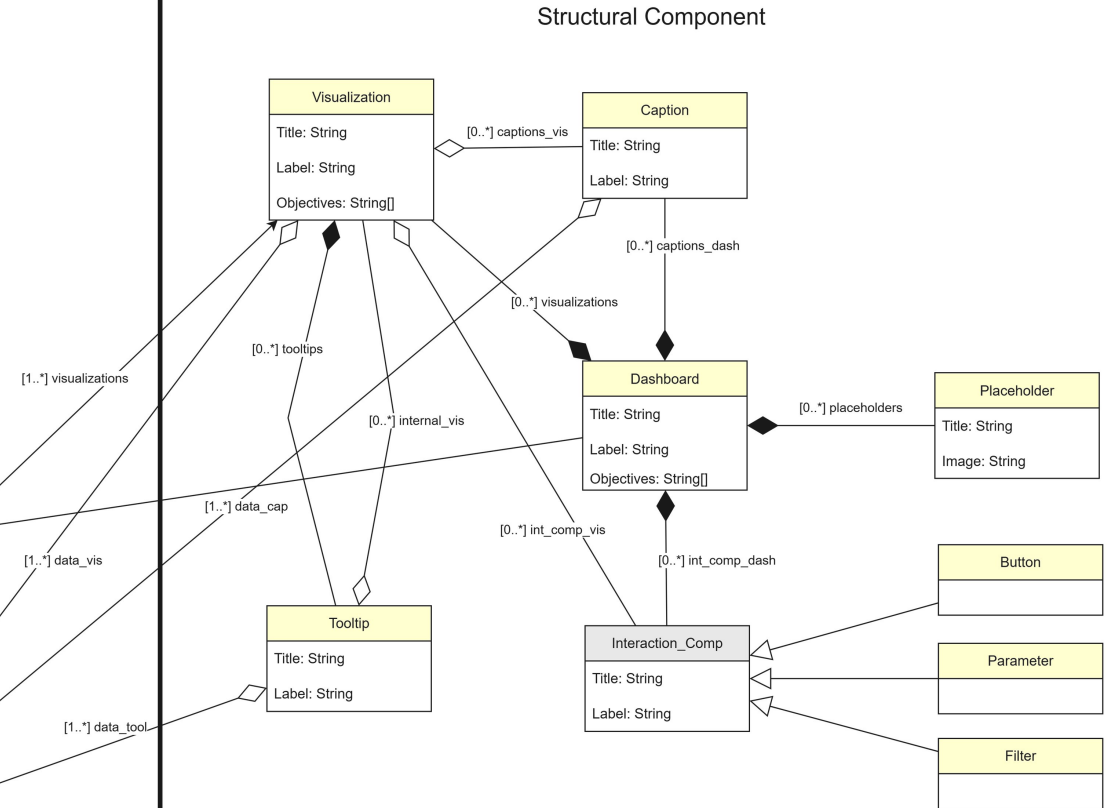 Structural Component
Visualization
Title: String
Label: String
Objectives: String[]
[0..*] captions_vis
Caption
Title: String
Label: String
[0..*] captions_dash
[0..*] visualizations
[0..*] tooltips
[1..*] visualizations
[0..*] internal_vis
Dashboard
Title: String
Label: String
Objectives: String[]
[0..*] placeholders
Placeholder
Title: String
Image: String
[1..*] data_cap
[1..*] data_vis
[0..*] int_comp_vis
[0..*] int_comp_dash
Tooltip
Title: String
Label: String
[1..*] data_tool
Interaction_Comp
Title: String
Label: String
Button
Parameter
Filter